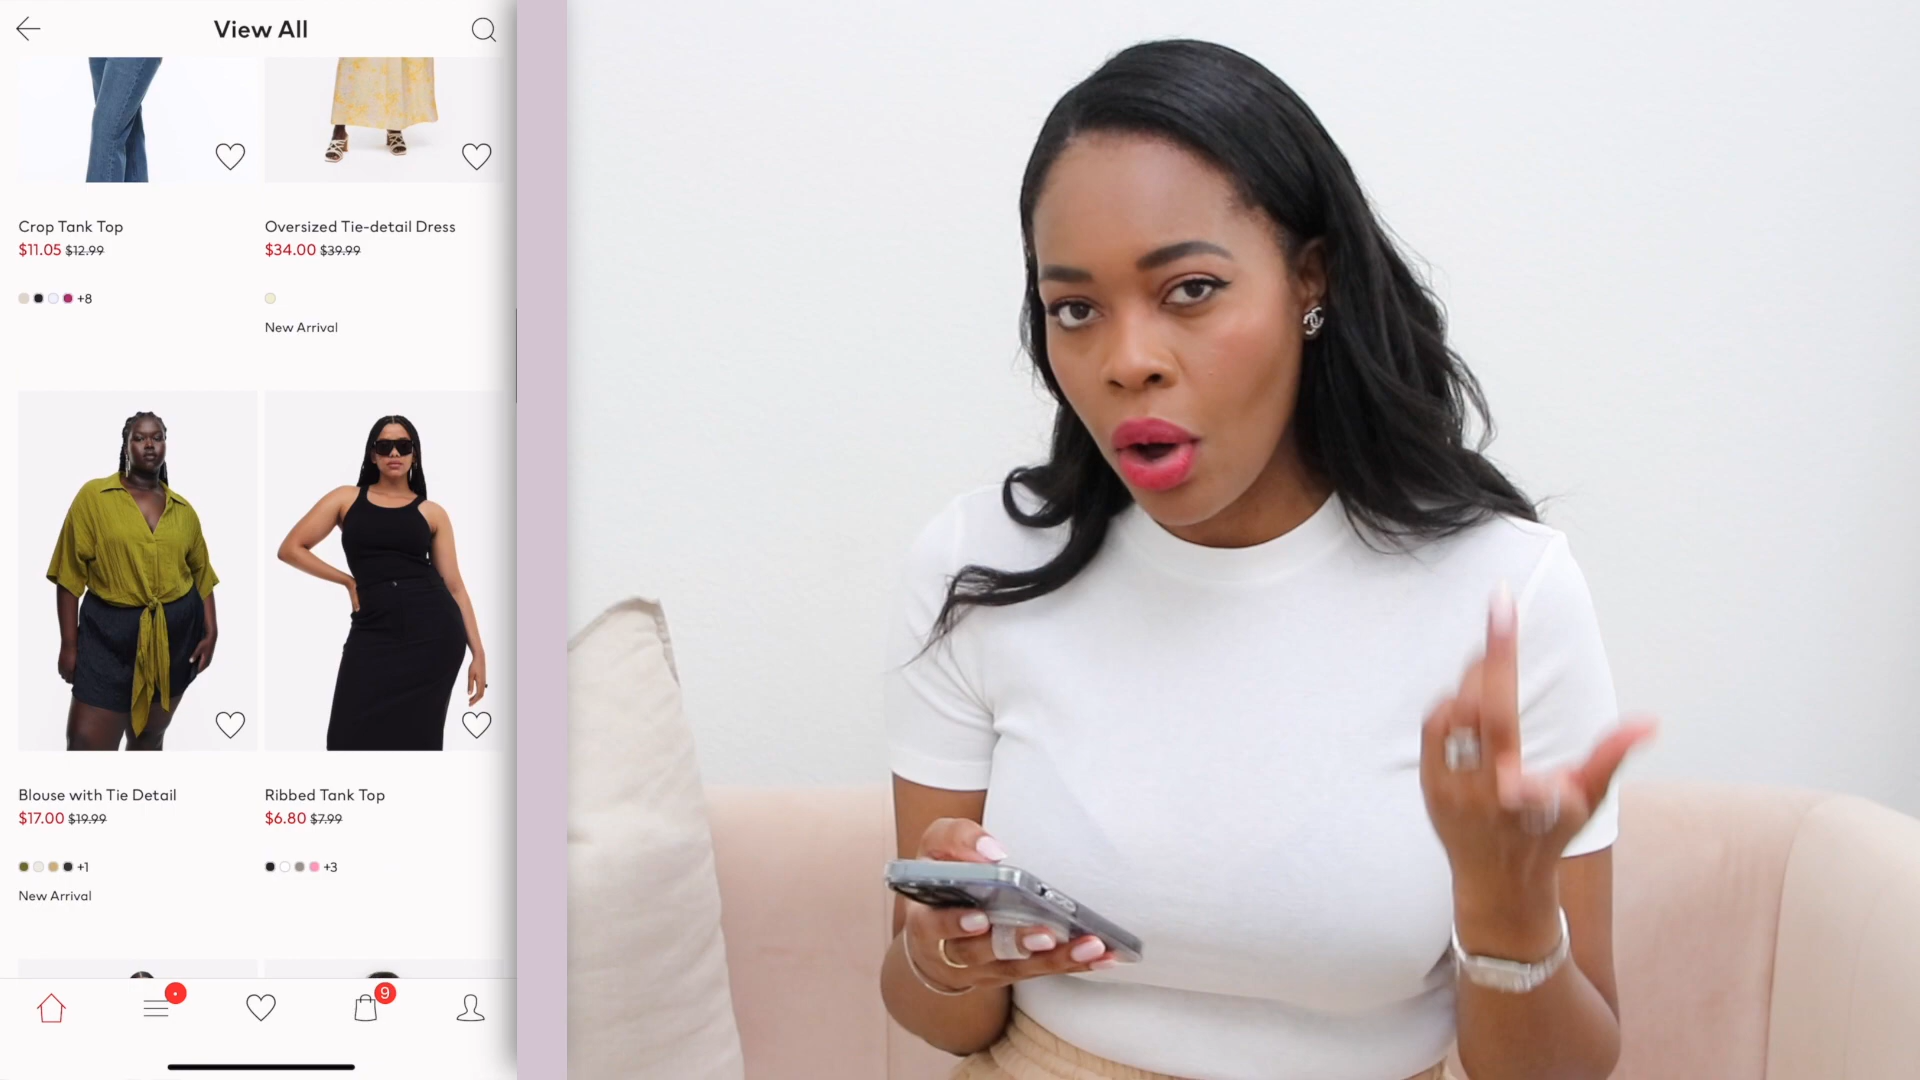 View All
Crop Tank Top
$11.05 $12.99
+8
Oversized Tie-detail Dress
$34.00 $39.99
New Arrival
Blouse with Tie Detail
$17.00 $19.99
+1
New Arrival
Ribbed Tank Top
$6.80 $7.99
+3
9